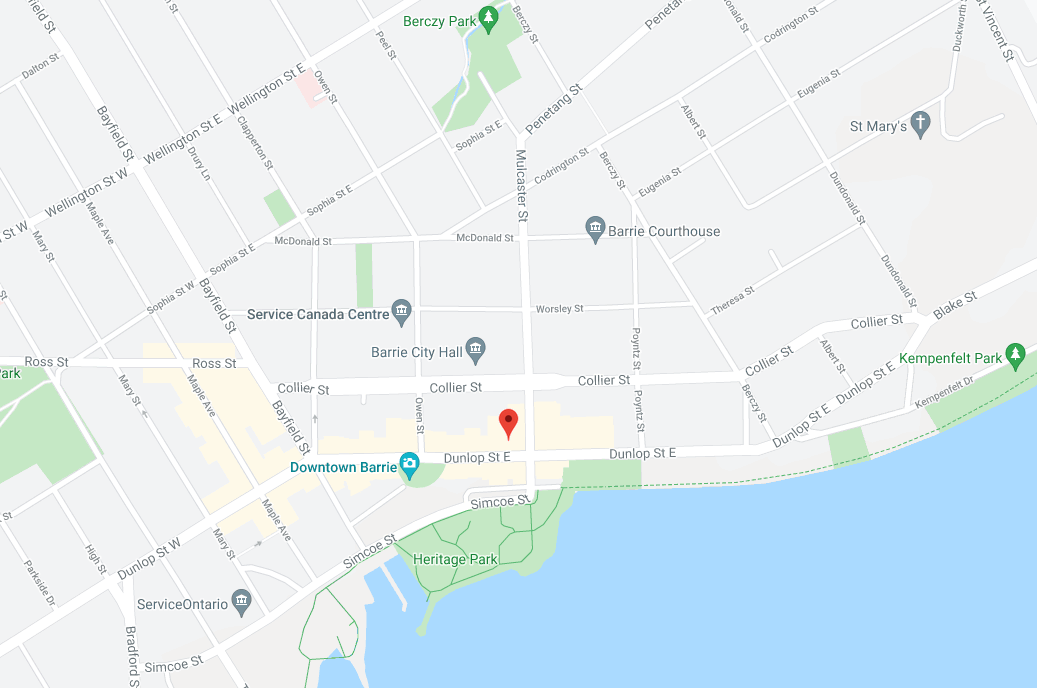 Bayfield St
Berczy Park
Berczy St
Penetang St
Codrington St
Duckworth
St Vincent St
Peel St
Dalton St
Owen St
Wellington St E
Eugenia St
Penetang St
Albert St
St Mary's
Bayfield St
Clapperton St
Sophia St E
Wellington St E
Drury Ln
Mulcaster St
Codrington St
Berczy St
Eugenia St
Dundonald St
Wellington St W
Maple Ave
Sophia St E
St W
Mary St
McDonald St
McDonald St
Barrie Courthouse
Sophia St E
Dundonald St
Sophia St W
Bayfield St
Service Canada Centre
Worsley St
Theresa St
Blake St
Collier St
Poyntz St
Barrie City Hall
Albert St
Kempenfelt Park
Ross St
Ross St
Collier St
Park
Mary St
Maple Ave
Collier St
Collier St
Collier St
Dunlop St E
Kempenfelt Dr
Bayfield St
Owen St
Poyntz St
Berczy St
Dunlop St E
Downtown Barrie
Dunlop St E
Dunlop St E
Simcoe St
St
Maple Ave
Mary St
Simcoe St
Heritage Park
High St
Dunlop St W
Parkside Dr
ServiceOntario
Bradford S
Simcoe St